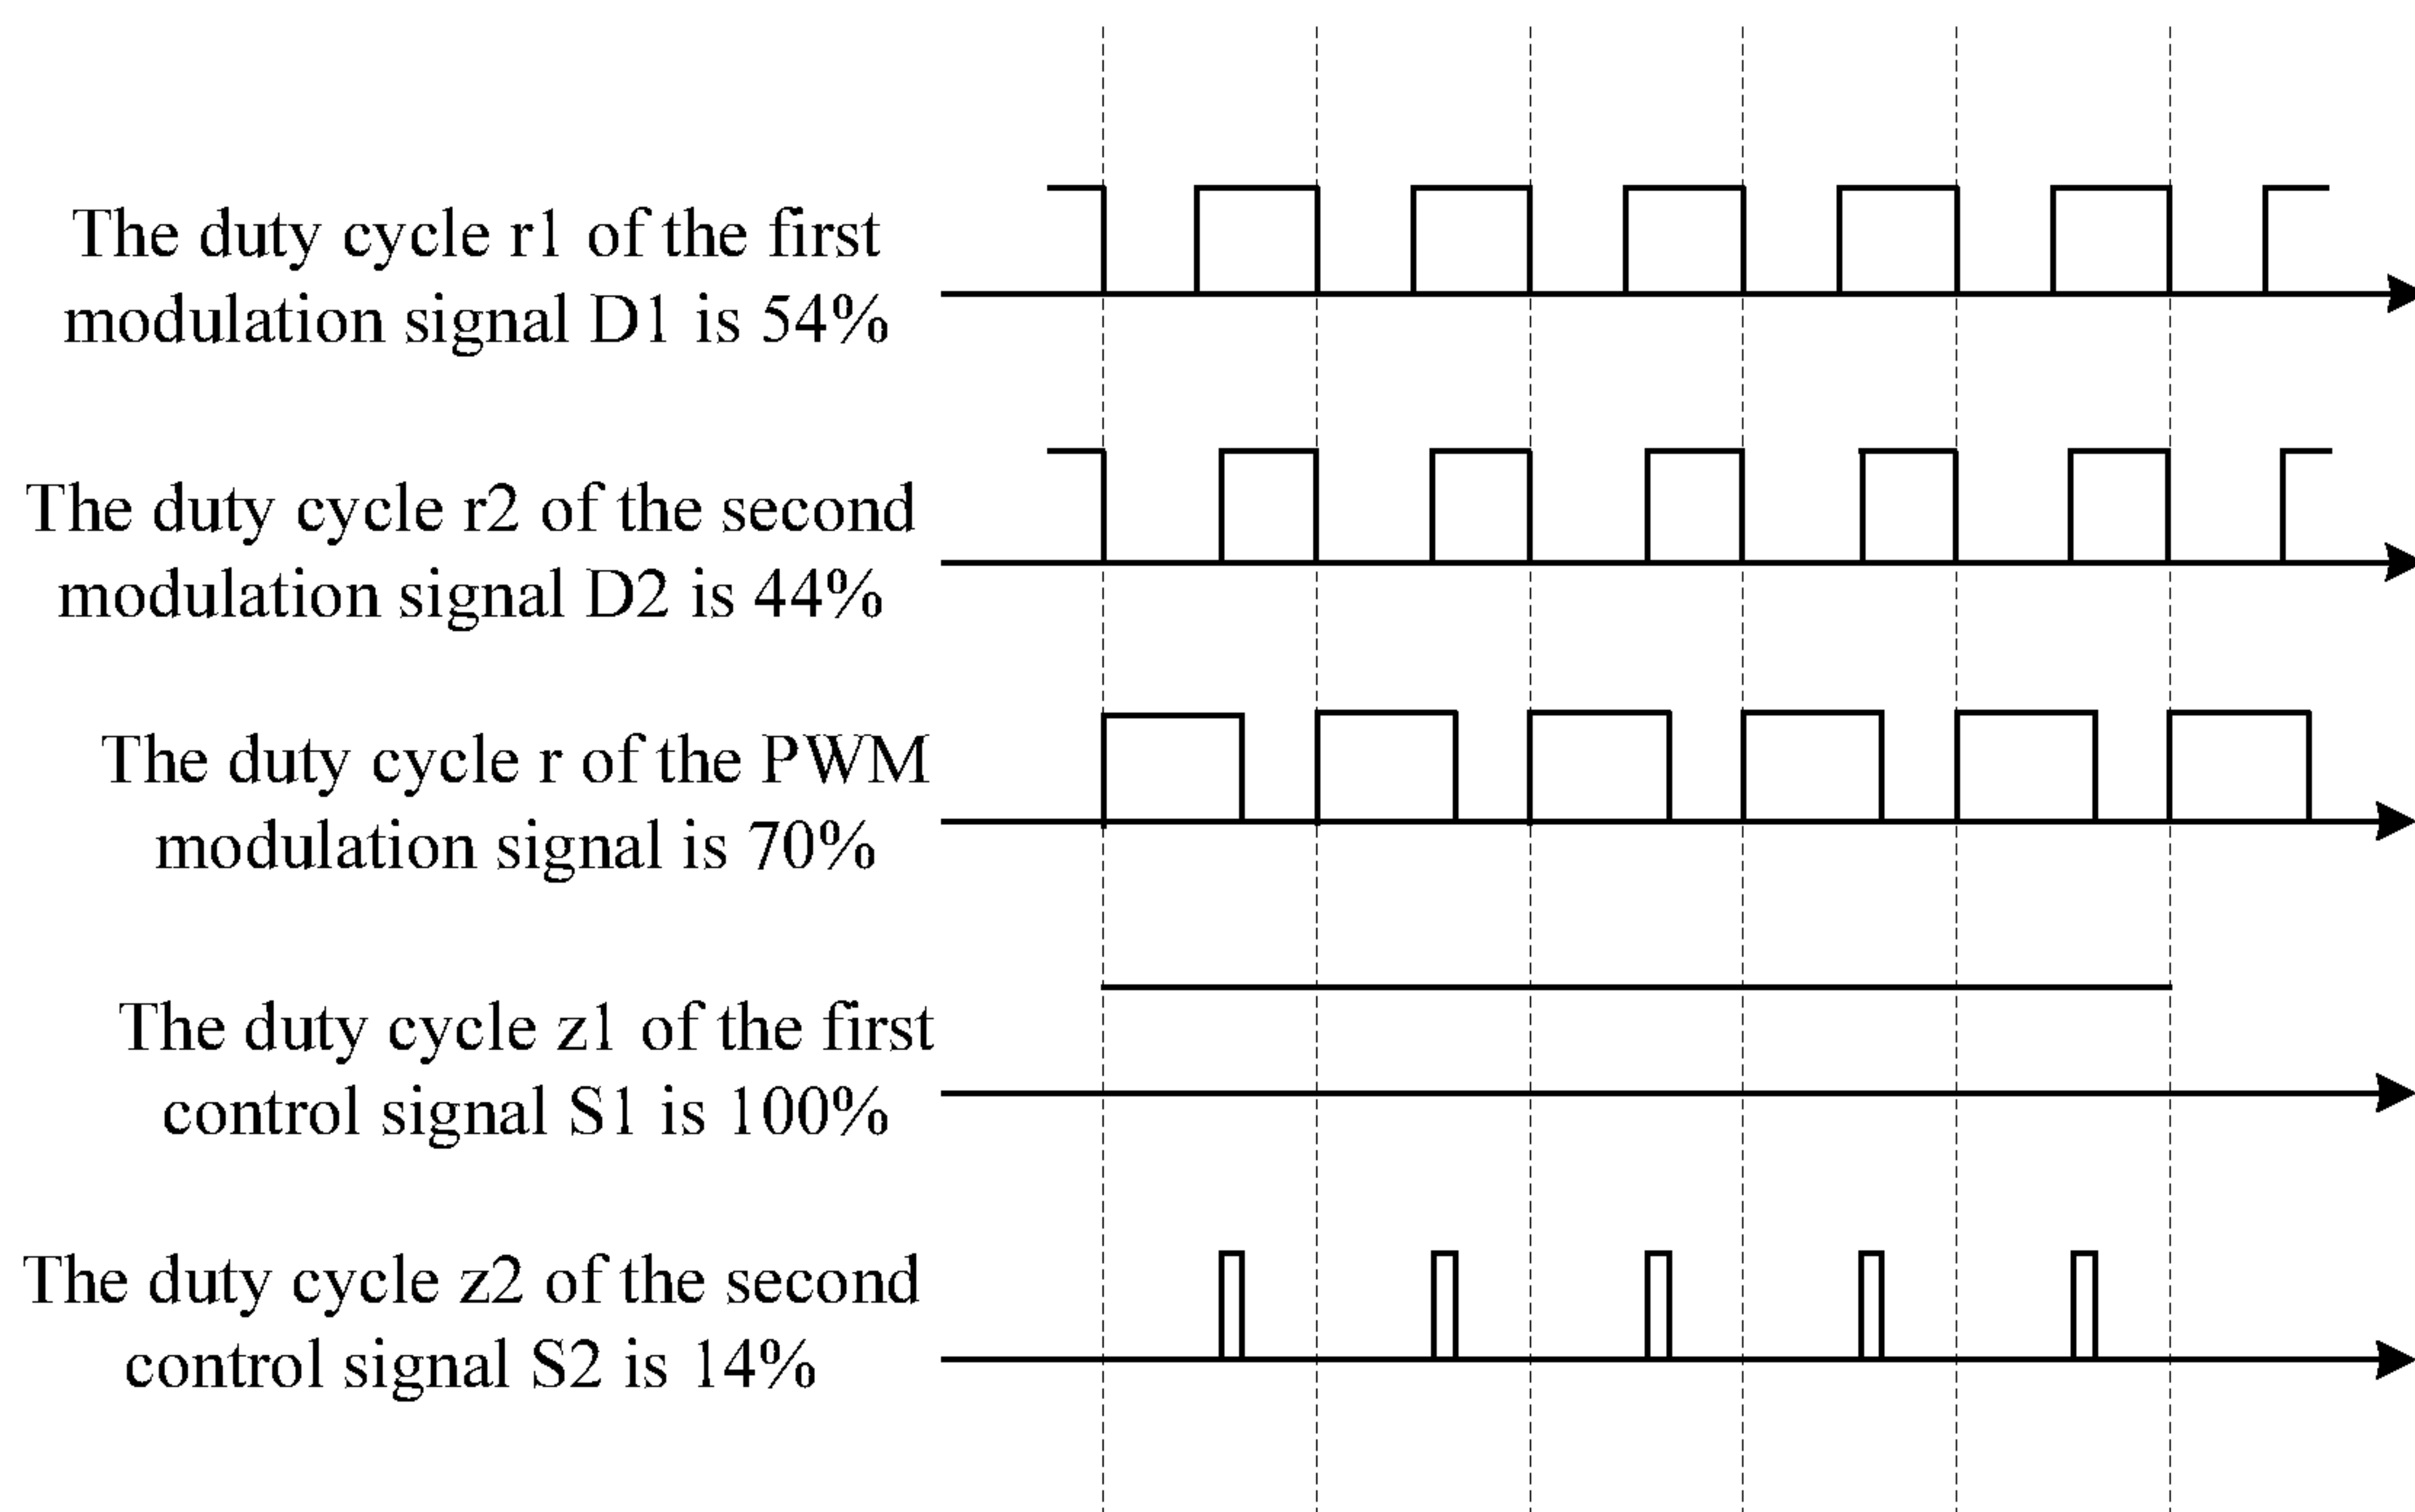 The duty cycle r1 of the first
modulation signal D1 is 54%
The duty cycle r2 of the second
modulation signal D2 is 44%
The duty cycle r of the PWM
modulation signal is 70%
The duty cycle z1 of the first
control signal S1 is 100%
The duty cycle z2 of the second
control signal S2 is 14%